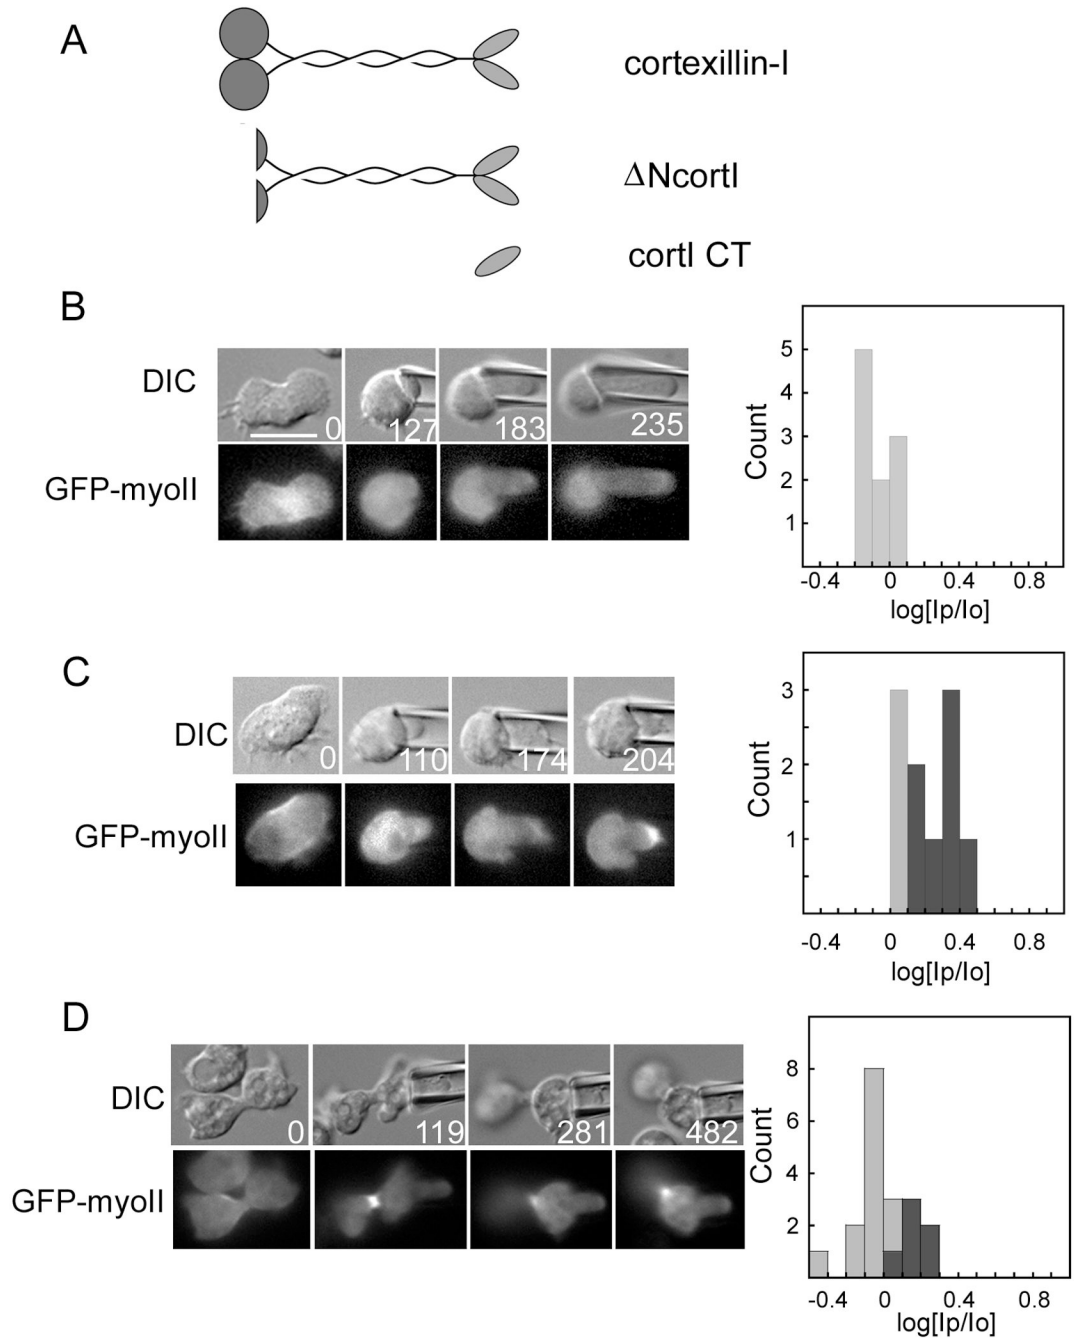 A
cortexillin-I
ΔNcortI
cortI CT
B
DIC
0 127 183 235
GFP-myoII
Count
5
4
3
2
1
-0.4 0 0.4 0.8
log[Ip/Io]
C
DIC
0 110 174 204
GFP-myoII
Count
3
2
1
-0.4 0 0.4 0.8
log[Ip/Io]
D
DIC
0 119 281 482
GFP-myoII
Count
8
6
4
2
-0.4 0 0.4 0.8
log[Ip/Io]